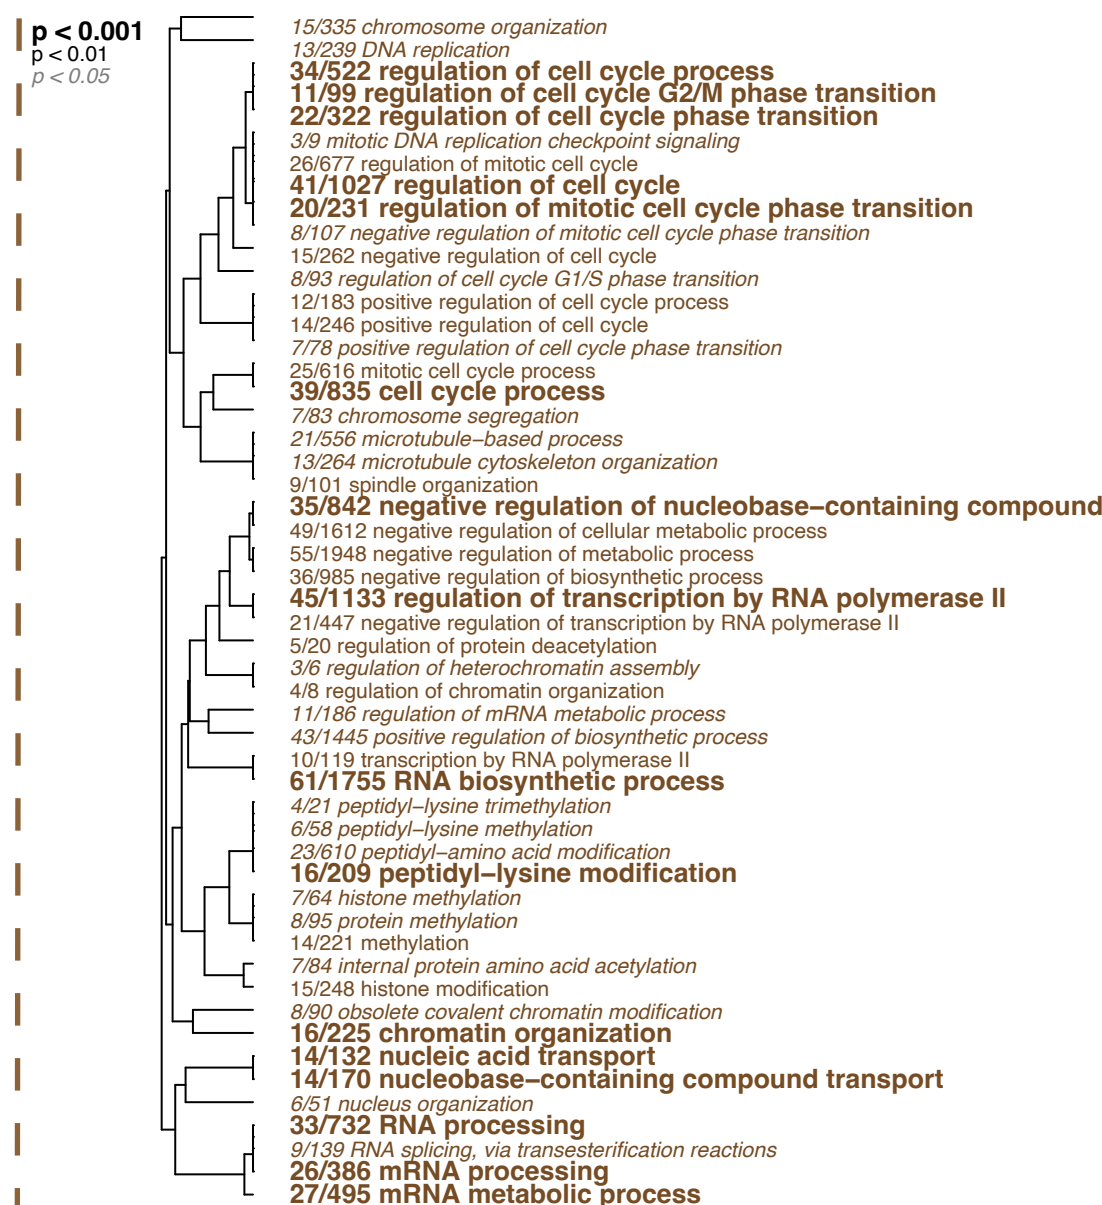 p < 0.001
p < 0.01
p < 0.05
15/335 chromosome organization
13/239 DNA replication
34/522 regulation of cell cycle process
11/99 regulation of cell cycle G2/M phase transition
22/322 regulation of cell cycle phase transition
3/9 mitotic DNA replication checkpoint signaling
26/677 regulation of mitotic cell cycle
41/1027 regulation of cell cycle
20/231 regulation of mitotic cell cycle phase transition
8/107 negative regulation of mitotic cell cycle phase transition
15/262 negative regulation of cell cycle
8/93 regulation of cell cycle G1/S phase transition
12/183 positive regulation of cell cycle process
14/246 positive regulation of cell cycle
7/78 positive regulation of cell cycle phase transition
25/616 mitotic cell cycle process
39/835 cell cycle process
7/83 chromosome segregation
21/556 microtubule−based process
13/264 microtubule cytoskeleton organization
9/101 spindle organization
35/842 negative regulation of nucleobase−containing compound
49/1612 negative regulation of cellular metabolic process
55/1948 negative regulation of metabolic process
36/985 negative regulation of biosynthetic process
45/1133 regulation of transcription by RNA polymerase II
21/447 negative regulation of transcription by RNA polymerase II
5/20 regulation of protein deacetylation
3/6 regulation of heterochromatin assembly
4/8 regulation of chromatin organization
11/186 regulation of mRNA metabolic process
43/1445 positive regulation of biosynthetic process
10/119 transcription by RNA polymerase II
61/1755 RNA biosynthetic process
4/21 peptidyl−lysine trimethylation
6/58 peptidyl−lysine methylation
23/610 peptidyl−amino acid modification
16/209 peptidyl−lysine modification
7/64 histone methylation
8/95 protein methylation
14/221 methylation
7/84 internal protein amino acid acetylation
15/248 histone modification
8/90 obsolete covalent chromatin modification
16/225 chromatin organization
14/132 nucleic acid transport
14/170 nucleobase−containing compound transport
6/51 nucleus organization
33/732 RNA processing
9/139 RNA splicing, via transesterification reactions
26/386 mRNA processing
27/495 mRNA metabolic process